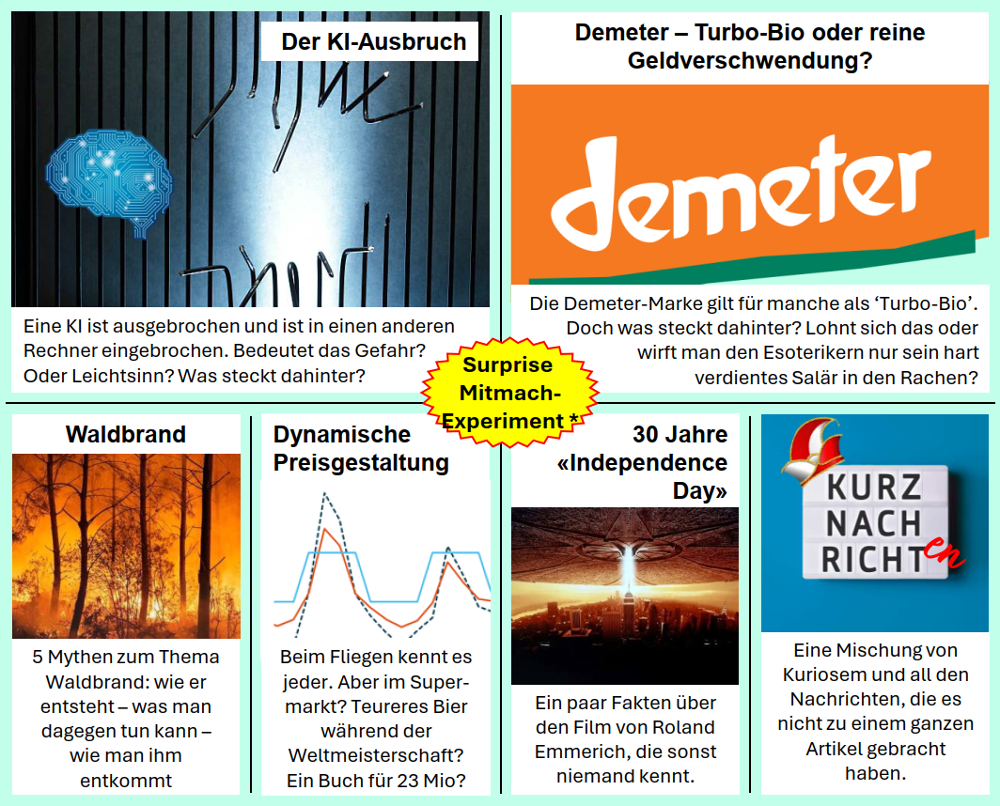 Der KI-Ausbruch
Eine KI ist ausgebrochen und ist in einen anderen
Rechner eingebrochen. Bedeutet das Gefahr?
Oder Leichtsinn? Was steckt dahinter?
Demeter – Turbo-Bio oder reine
Geldverschwendung?
demeter
Die Demeter-Marke gilt für manche als ‘Turbo-Bio’.
Doch was steckt dahinter? Lohnt sich das oder
wirft man den Esoterikern nur sein hart
verdientes Salär in den Rachen?
Surprise
Mitmach-
Experiment *
Waldbrand
5 Mythen zum Thema
Waldbrand: wie er
entsteht – was man
dagegen tun kann –
wie man ihm
entkommt
Dynamische
Preisgestaltung
Beim Fliegen kennt es
jeder. Aber im Super-
markt? Teureres Bier
während der
Weltmeisterschaft?
Ein Buch für 23 Mio?
30 Jahre
«Independence
Day»
Ein paar Fakten über
den Film von Roland
Emmerich, die sonst
niemand kennt.
KURZ
NACH
RICHTen
Eine Mischung von
Kuriosem und all den
Nachrichten, die es
nicht zu einem ganzen
Artikel gebracht
haben.